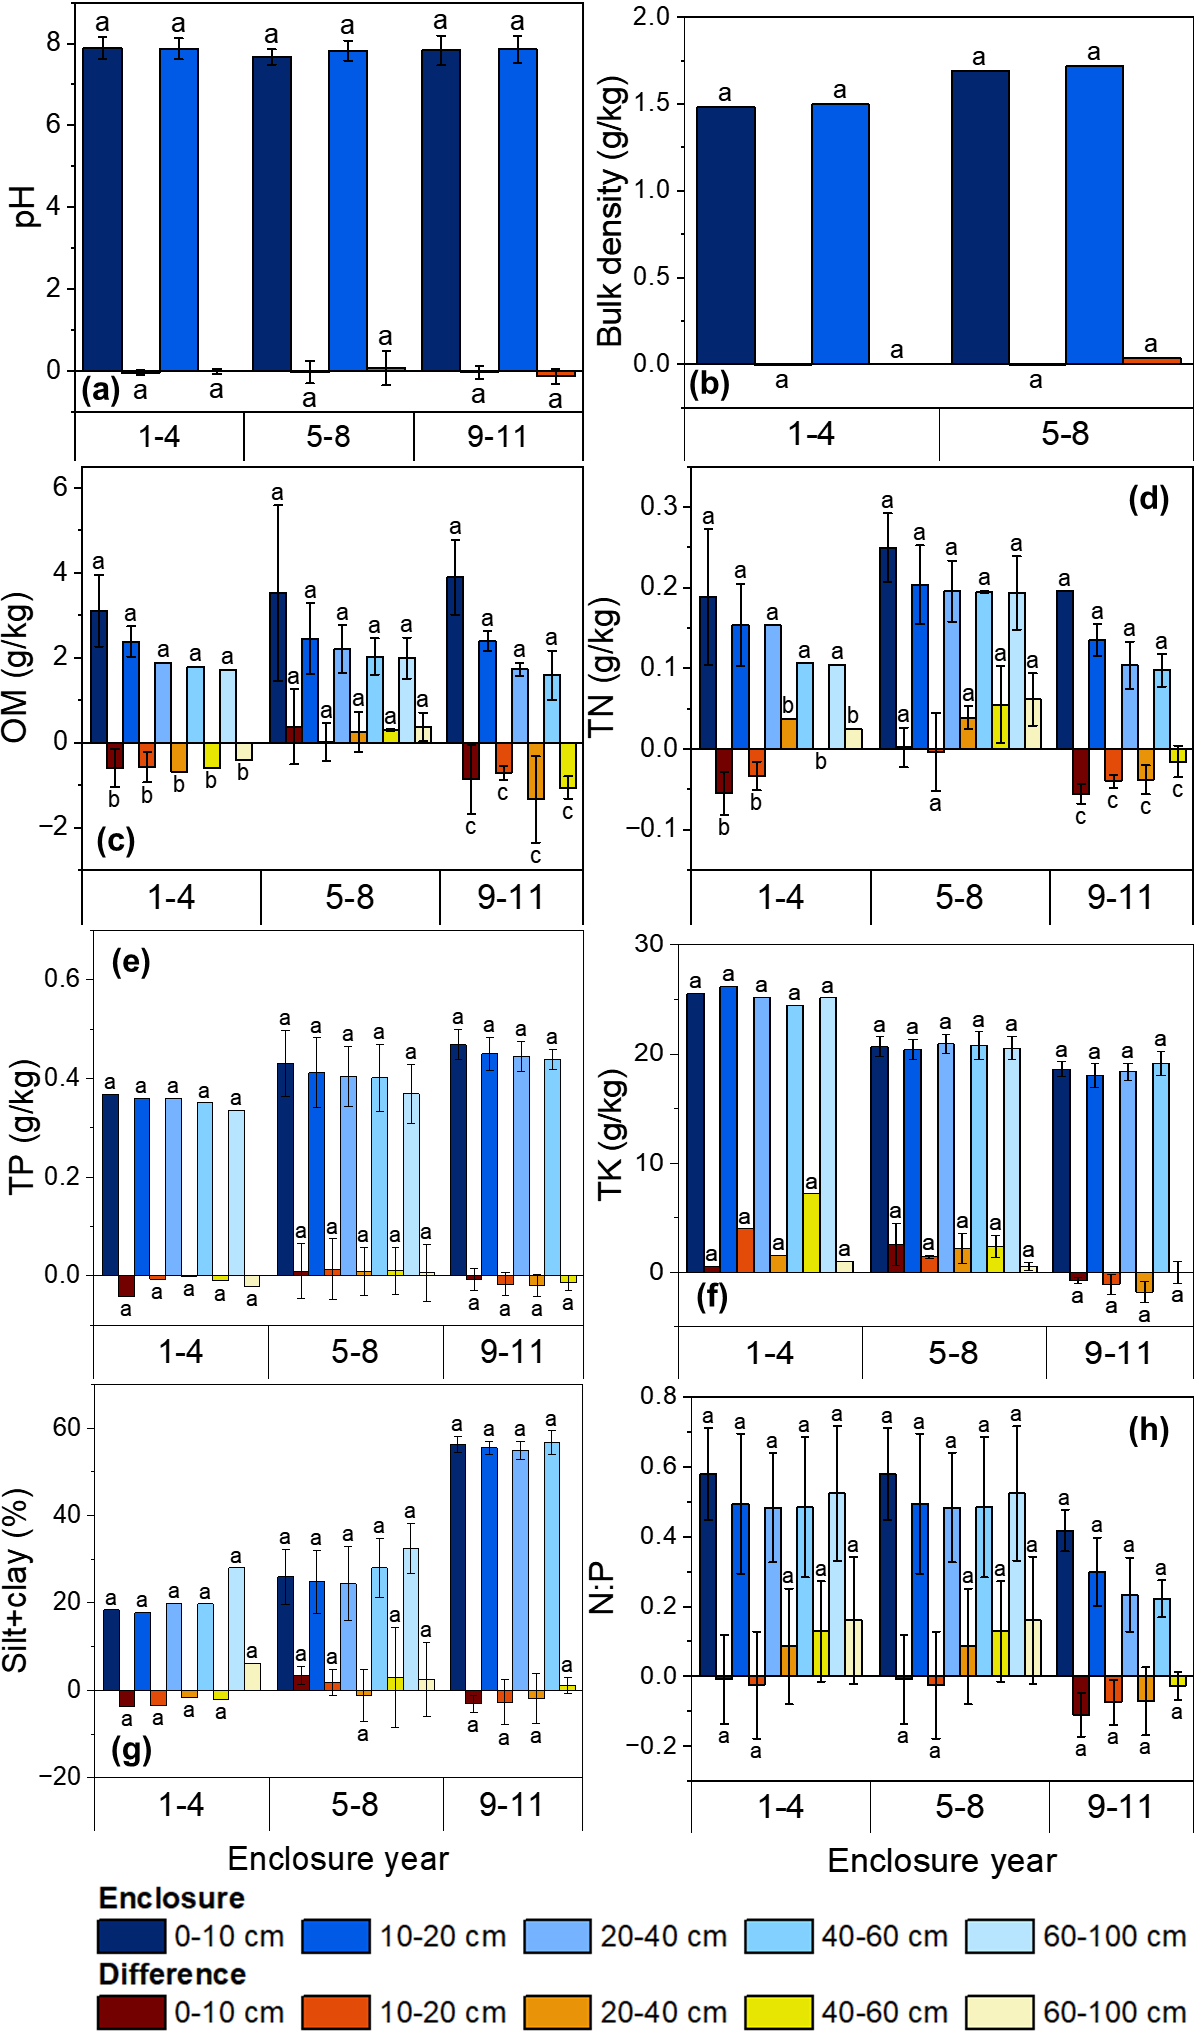 a a a a a a
8
6
4
2
0
pH
a a a a a a
(a)
1-4 5-8 9-11
2.0
1.5
1.0
0.5
0.0
Bulk density (g/kg)
a a a a
a a a a
(b)
1-4 5-8
6
4
2
0
−2
OM (g/kg)
a a a a a
b b b b b
a a a a a a a a a a
a a a a
c c c c
(c)
1-4 5-8 9-11
0.3
0.2
0.1
0.0
−0.1
TN (g/kg)
(d)
a a a a a
b b b b b
a a a a a a a a a a
a a a a
c c c c
1-4 5-8 9-11
0.6
0.4
0.2
0.0
TP (g/kg)
(e)
a a a a a
a a a a a
a a a a a
a a a a a
a a a a
a a a a
1-4 5-8 9-11
30
20
10
0
TK (g/kg)
a a a a a
a a a a a
a a a a a
a a a a a
a a a a
a a a a
(f)
1-4 5-8 9-11
60
40
20
0
−20
Silt+clay (%)
a a a a a
a a a a a
a a a a a
a a a a a
a a a a
a a a a
(g)
1-4 5-8 9-11
Enclosure year
0.8
0.6
0.4
0.2
0.0
−0.2
N:P
(h)
a a a a a
a a a a a
a a a a a
a a a a a
a a a a
a a a a
1-4 5-8 9-11
Enclosure year
Enclosure
0-10 cm 10-20 cm 20-40 cm 40-60 cm 60-100 cm
Difference
0-10 cm 10-20 cm 20-40 cm 40-60 cm 60-100 cm